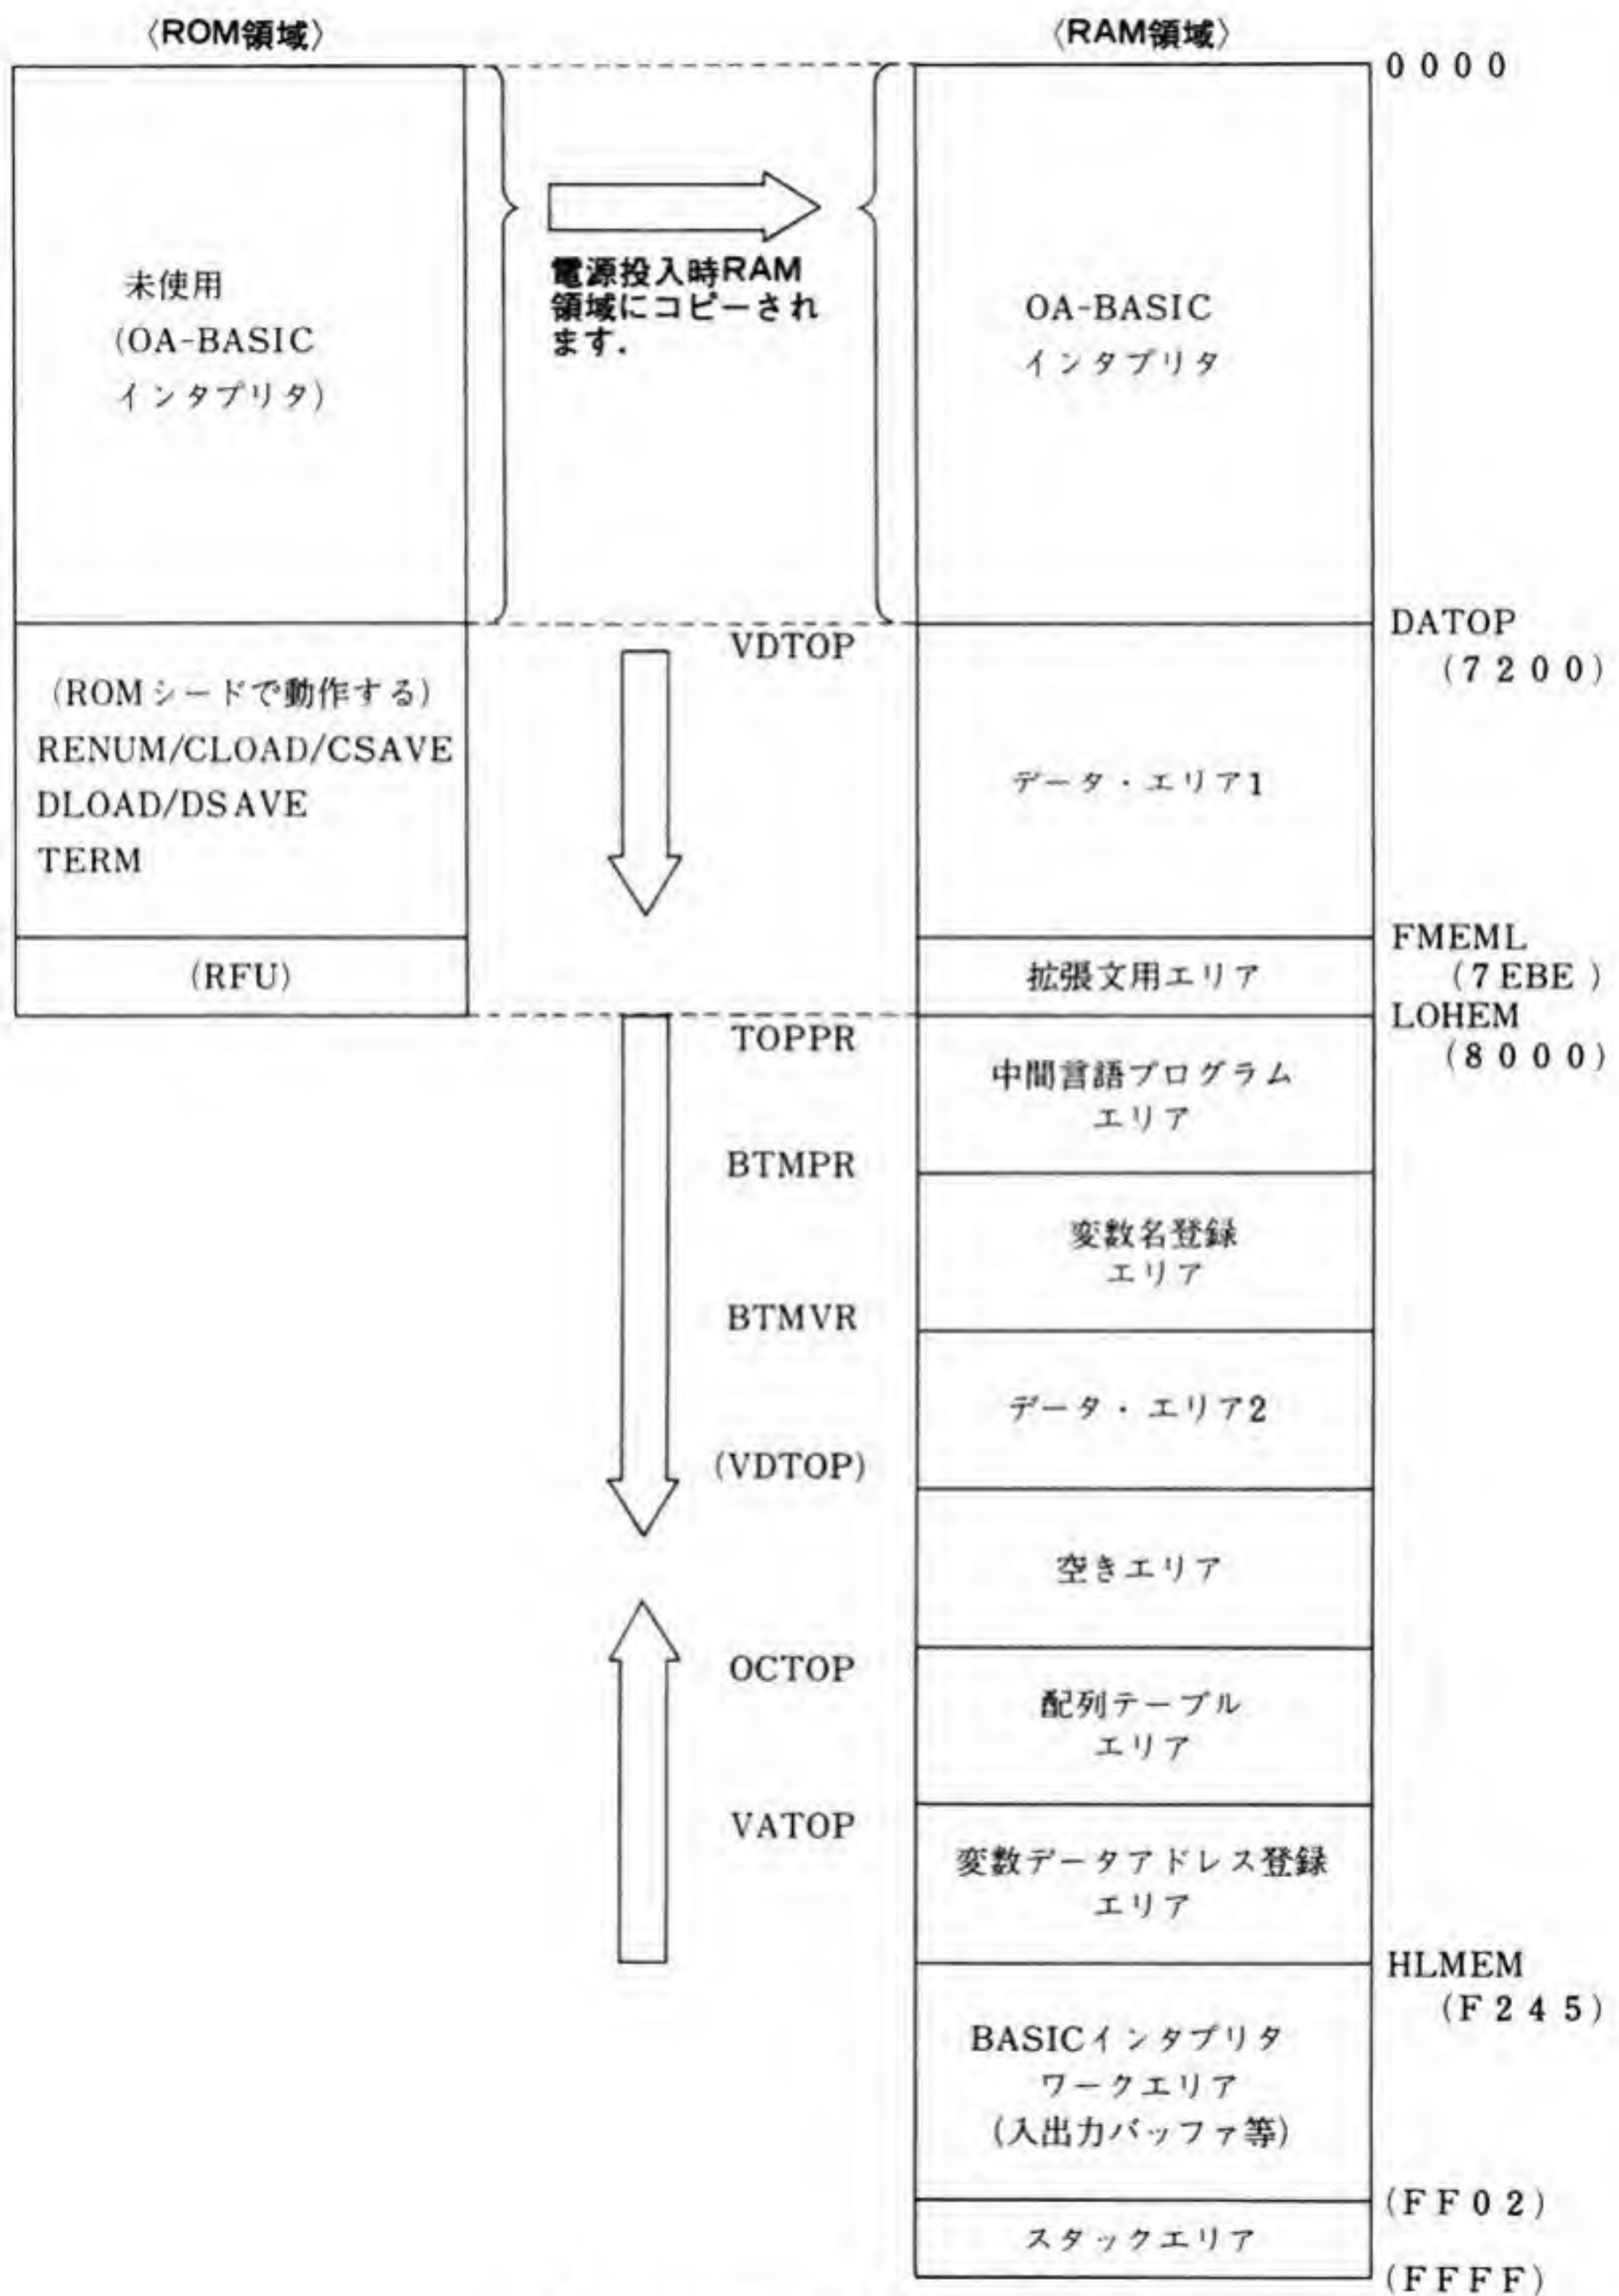 〈ROM領域〉
未使用
(OA-BASIC
インタプリタ)
(ROMシードで動作する)
RENUM/CLOAD/CSAVE
DLOAD/DSAVE
TERM
(RFU)
電源投入時RAM
領域にコピーされ
ます.
VDTOP
TOPPR
BTMPR
BTMVR
(VDTOP)
OCTOP
VATOP
〈RAM領域〉
OA-BASIC
インタプリタ
データ・エリア1
拡張文用エリア
中間言語プログラム
エリア
変数名登録
エリア
データ・エリア2
空きエリア
配列テーブル
エリア
変数データアドレス登録
エリア
BASICインタプリタ
ワークエリア
(入出力バッファ等)
スタックエリア
0000
DATOP
(7200)
FMEML
(7EBE)
LOHEM
(8000)
HLMEM
(F245)
(FF02)
(FFFF)